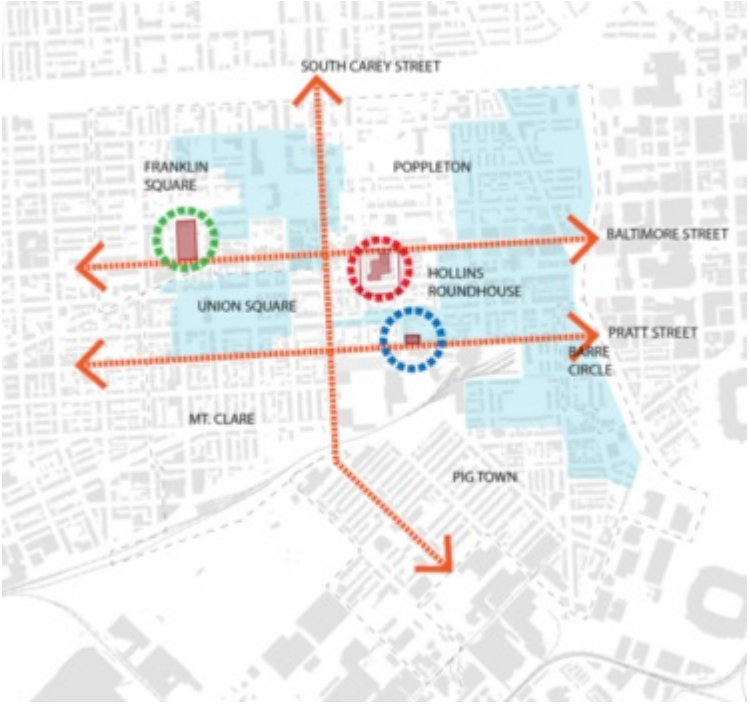 SOUTH CAREY STREET
FRANKLIN
SQUARE
POPPLETON
BALTIMORE STREET
HOLLINS
ROUNDHOUSE
UNION SQUARE
PRATT STREET
BARRE
CIRCLE
MT. CLARE
PIG TOWN